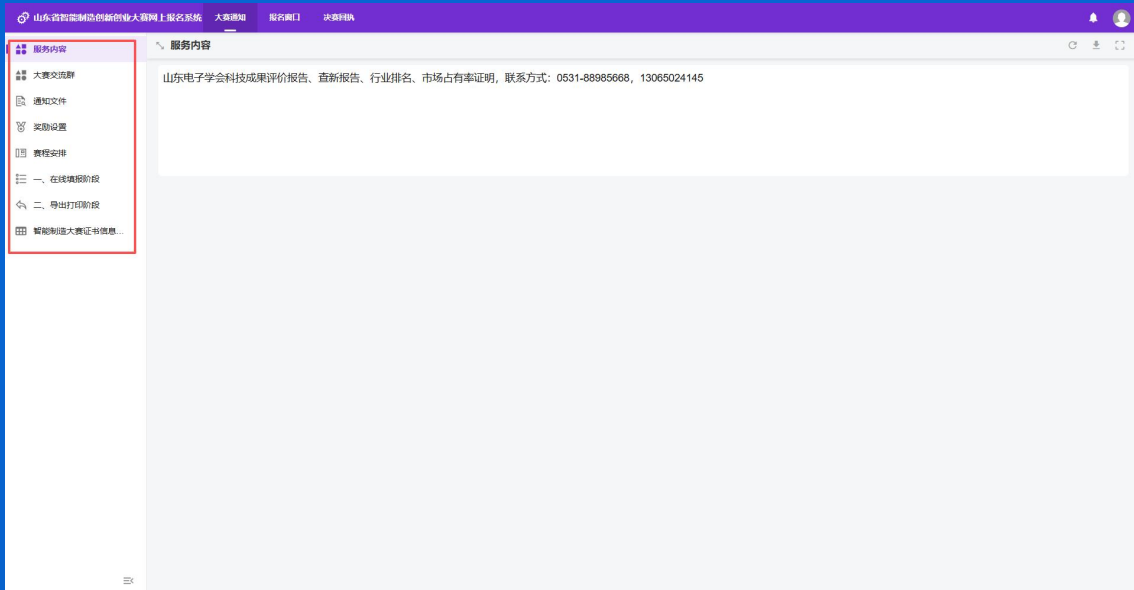 山东省智能制造创新创业大赛网上报名系统 大赛通知 报名窗口 决赛团队
服务内容
大赛交流群
通知文件
奖励设置
赛程安排
一、在线填报阶段
二、导出打印阶段
智能制造大赛证书信息...
服务内容
山东电子学会科技成果评价报告、查新报告、行业排名、市场占有率证明，联系方式：0531-88985668，13065024145